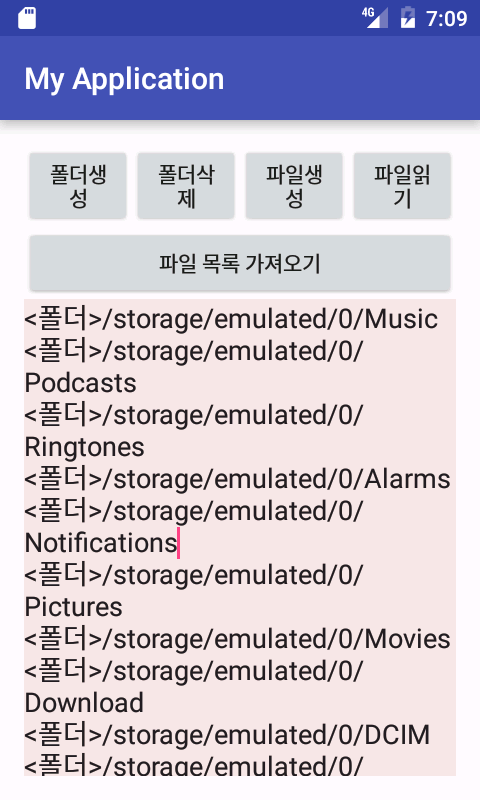 4G 7:09
My Application
폴더생
성
폴더삭
제
파일생
성
파일읽
기
파일 목록 가져오기
<폴더>/storage/emulated/0/Music
<폴더>/storage/emulated/0/
Podcasts
<폴더>/storage/emulated/0/
Ringtones
<폴더>/storage/emulated/0/Alarms
<폴더>/storage/emulated/0/
Notifications
<폴더>/storage/emulated/0/
Pictures
<폴더>/storage/emulated/0/Movies
<폴더>/storage/emulated/0/
Download
<폴더>/storage/emulated/0/DCIM
<폴더>/storage/emulated/0/